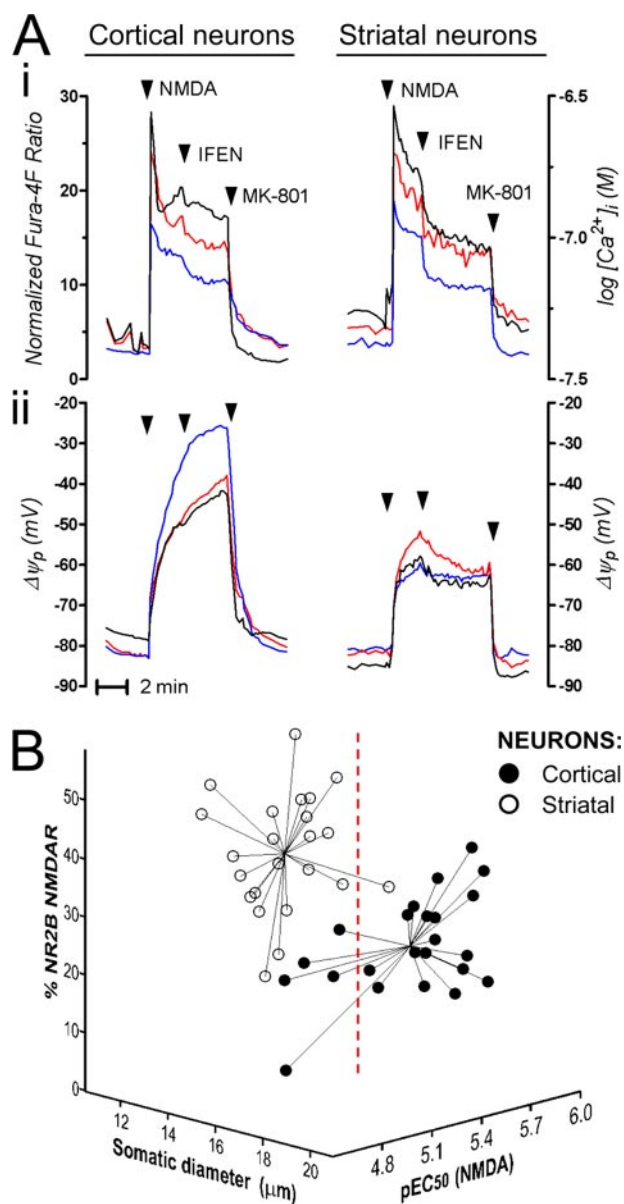 A
Cortical neurons
Striatal neurons
i
Normalized Fura-4F Ratio
30
20
10
0
NMDA
IFEN
MK-801
NMDA
IFEN
MK-801
-6.5
-7.0
-7.5
log [Ca²⁺]i (M)
ii
Δψp (mV)
-20
-30
-40
-50
-60
-70
-80
-90
2 min
-20
-30
-40
-50
-60
-70
-80
-90
Δψp (mV)
B
NEURONS:
Cortical
Striatal
% NR2B NMDAR
50
40
30
20
10
0
12
14
16
18
20
Somatic diameter (µm)
4.8
5.1
5.4
5.7
6.0
pEC50 (NMDA)